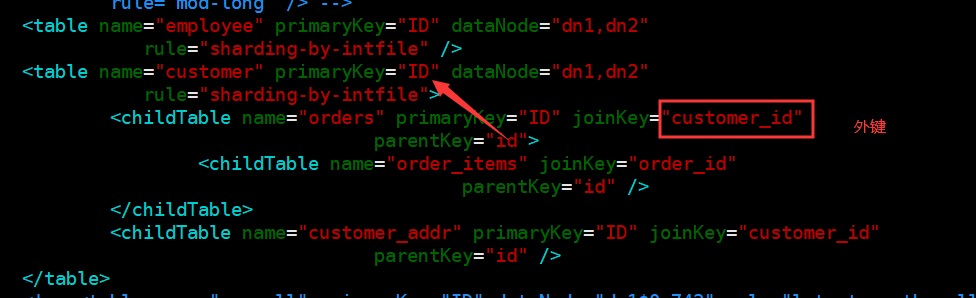 rule="mod-long" /> -->
<table name="employee" primaryKey="ID" dataNode="dn1,dn2"
rule="sharding-by-intfile" />
<table name="customer" primaryKey="ID" dataNode="dn1,dn2"
rule="sharding-by-intfile">
<childTable name="orders" primaryKey="ID" joinKey="customer_id" 外键
parentKey="id">
<childTable name="order_items" joinKey="order_id"
parentKey="id" />
</childTable>
<childTable name="customer_addr" primaryKey="ID" joinKey="customer_id"
parentKey="id" />
</table>